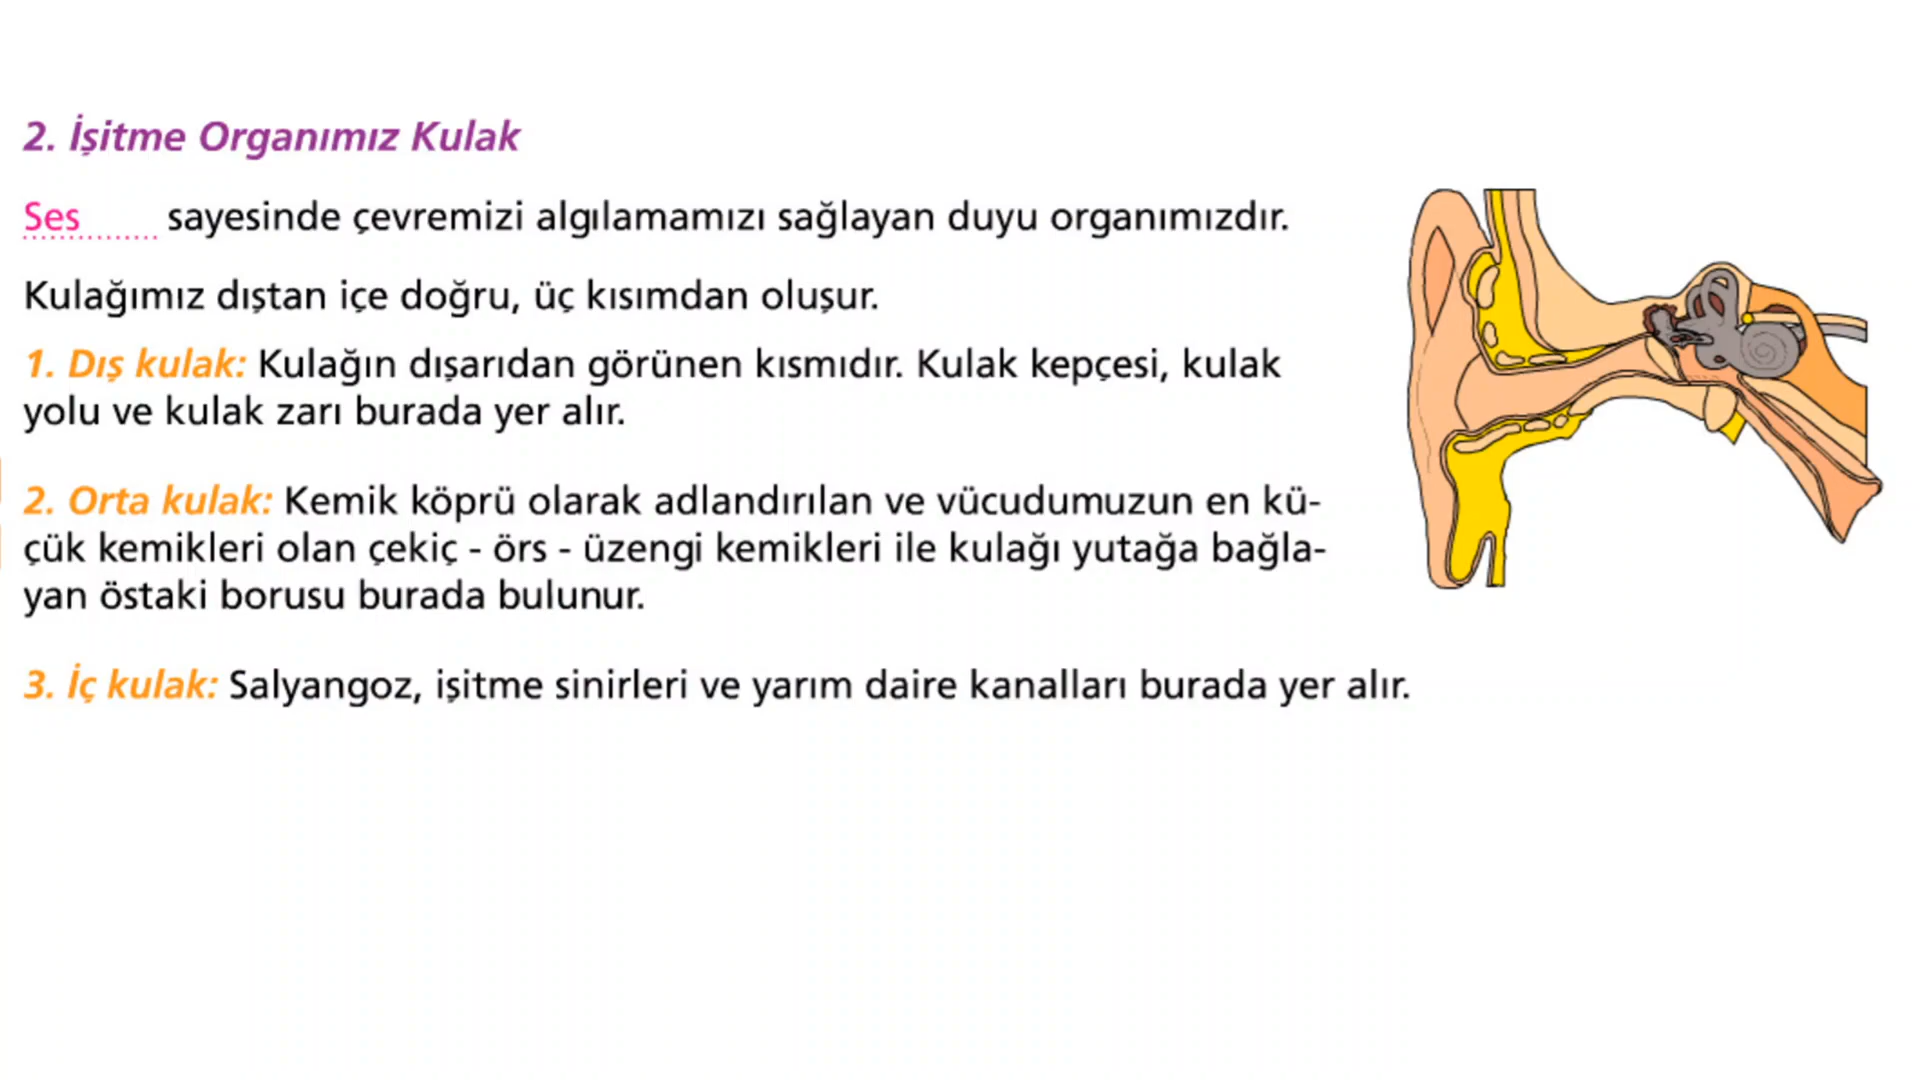 2. İşitme Organımız Kulak
Ses sayesinde çevremizi algılamamızı sağlayan duyu organımızdır.
Kulağımız dıştan içe doğru, üç kısımdan oluşur.
1. Dış kulak: Kulağın dışarıdan görünen kısmıdır. Kulak kepçesi, kulak
yolu ve kulak zarı burada yer alır.
2. Orta kulak: Kemik köprü olarak adlandırılan ve vücudumuzun en kü-
çük kemikleri olan çekiç - örs - üzengi kemikleri ile kulağı yutağa bağla-
yan östaki borusu burada bulunur.
3. İç kulak: Salyangoz, işitme sinirleri ve yarım daire kanalları burada yer alır.